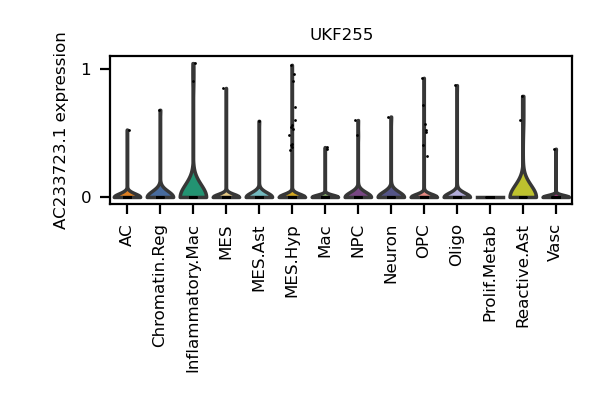 UKF255
AC233723.1 expression
1
0
AC
Chromatin.Reg
Inflammatory.Mac
MES
MES.Ast
MES.Hyp
Mac
NPC
Neuron
OPC
Oligo
Prolif.Metab
Reactive.Ast
Vasc